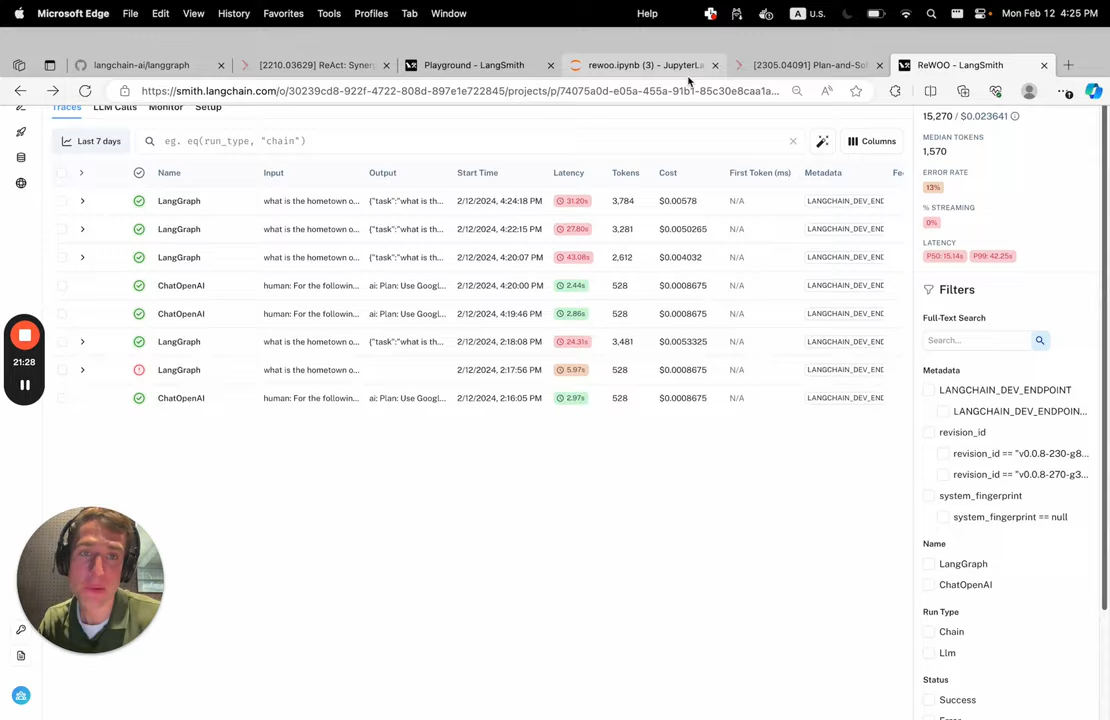 Microsoft Edge File Edit View History Favorites Tools Profiles Tab Window Help A U.S. Mon Feb 12 4:25 PM
langchain-ai/langgraph [2210.03629] ReAct: Synerg Playground - LangSmith rewoo.ipynb (3) - JupyterLa [2305.04091] Plan-and-Sol ReWOO - LangSmith
https://smith.langchain.com/o/30239cd8-922f-4722-808d-897e1e722845/projects/p/74075a0d-e05a-455a-91b1-85c30e8caa1a...
Traces LLM Calls Monitor Setup
15,270 / $0.023641
Last 7 days eg. eq(run_type, "chain") Columns
MEDIAN TOKENS
1,570
Name Input Output Start Time Latency Tokens Cost First Token (ms) Metadata Fee
ERROR RATE
13%
LangGraph what is the hometown o... {"task":"what is th... 2/12/2024, 4:24:18 PM 31.20s 3,784 $0.00578 N/A LANGCHAIN_DEV_END
% STREAMING
0%
LangGraph what is the hometown o... {"task":"what is th... 2/12/2024, 4:22:15 PM 27.80s 3,281 $0.0050265 N/A LANGCHAIN_DEV_END
LATENCY
P50: 15.14s P99: 42.25s
LangGraph what is the hometown o... {"task":"what is th... 2/12/2024, 4:20:07 PM 43.08s 2,612 $0.004032 N/A LANGCHAIN_DEV_END
ChatOpenAI human: For the followin... ai: Plan: Use Googl... 2/12/2024, 4:20:00 PM 2.44s 528 $0.0008675 N/A LANGCHAIN_DEV_END
ChatOpenAI human: For the followin... ai: Plan: Use Googl... 2/12/2024, 4:19:46 PM 2.86s 528 $0.0008675 N/A LANGCHAIN_DEV_END
LangGraph what is the hometown o... {"task":"what is th... 2/12/2024, 2:18:08 PM 24.31s 3,481 $0.0053325 N/A LANGCHAIN_DEV_END
LangGraph what is the hometown o... 2/12/2024, 2:17:56 PM 5.97s 528 $0.0008675 N/A LANGCHAIN_DEV_END
ChatOpenAI human: For the followin... ai: Plan: Use Googl... 2/12/2024, 2:16:05 PM 2.97s 528 $0.0008675 N/A LANGCHAIN_DEV_END
Filters
Full-Text Search
Search...
Metadata
LANGCHAIN_DEV_ENDPOINT
LANGCHAIN_DEV_ENDPOIN...
revision_id
revision_id == "v0.0.8-230-g8...
revision_id == "v0.0.8-270-g3...
system_fingerprint
system_fingerprint == null
Name
LangGraph
ChatOpenAI
Run Type
Chain
Llm
Status
Success
21:28